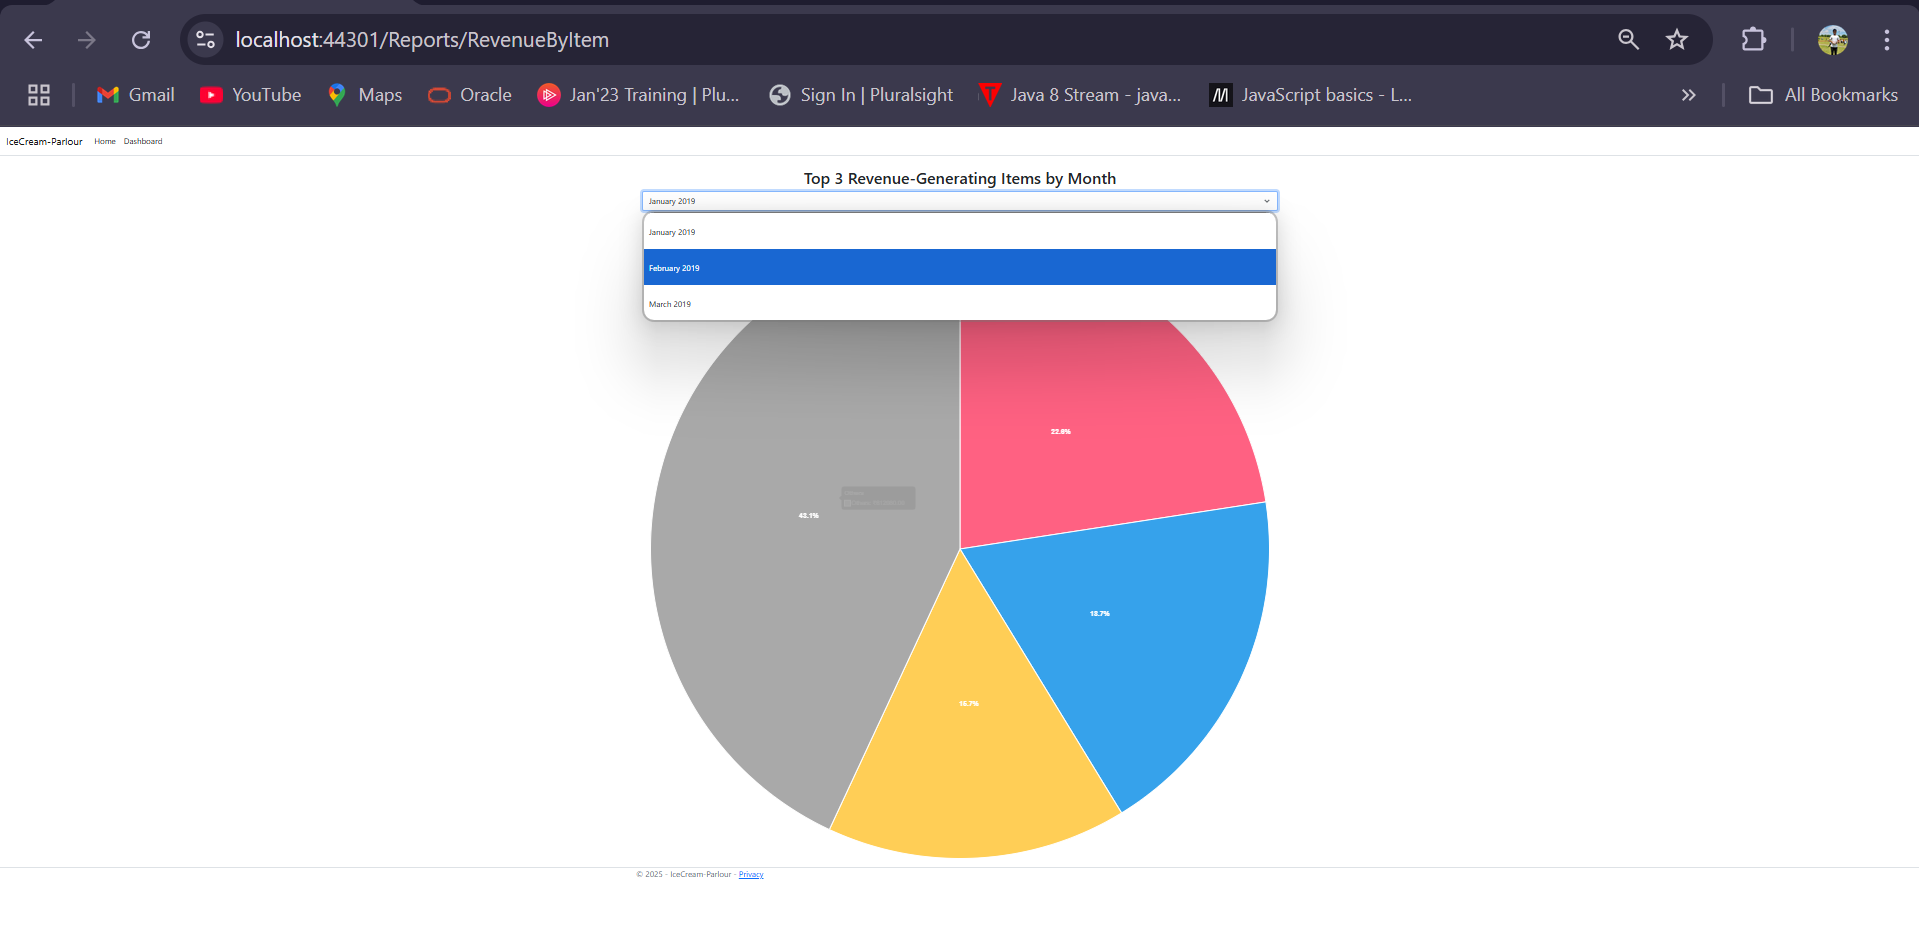 localhost:44301/Reports/RevenueByItem
Gmail
YouTube
Maps
Oracle
Jan'23 Training | Plu...
Sign In | Pluralsight
Java 8 Stream - java...
JavaScript basics - L...
»
All Bookmarks
IceCream-Parlour
Home
Dashboard
Top 3 Revenue-Generating Items by Month
January 2019
January 2019
February 2019
March 2019
22.6%
43.1%
18.7%
15.7%
© 2025 - IceCream-Parlour - Privacy